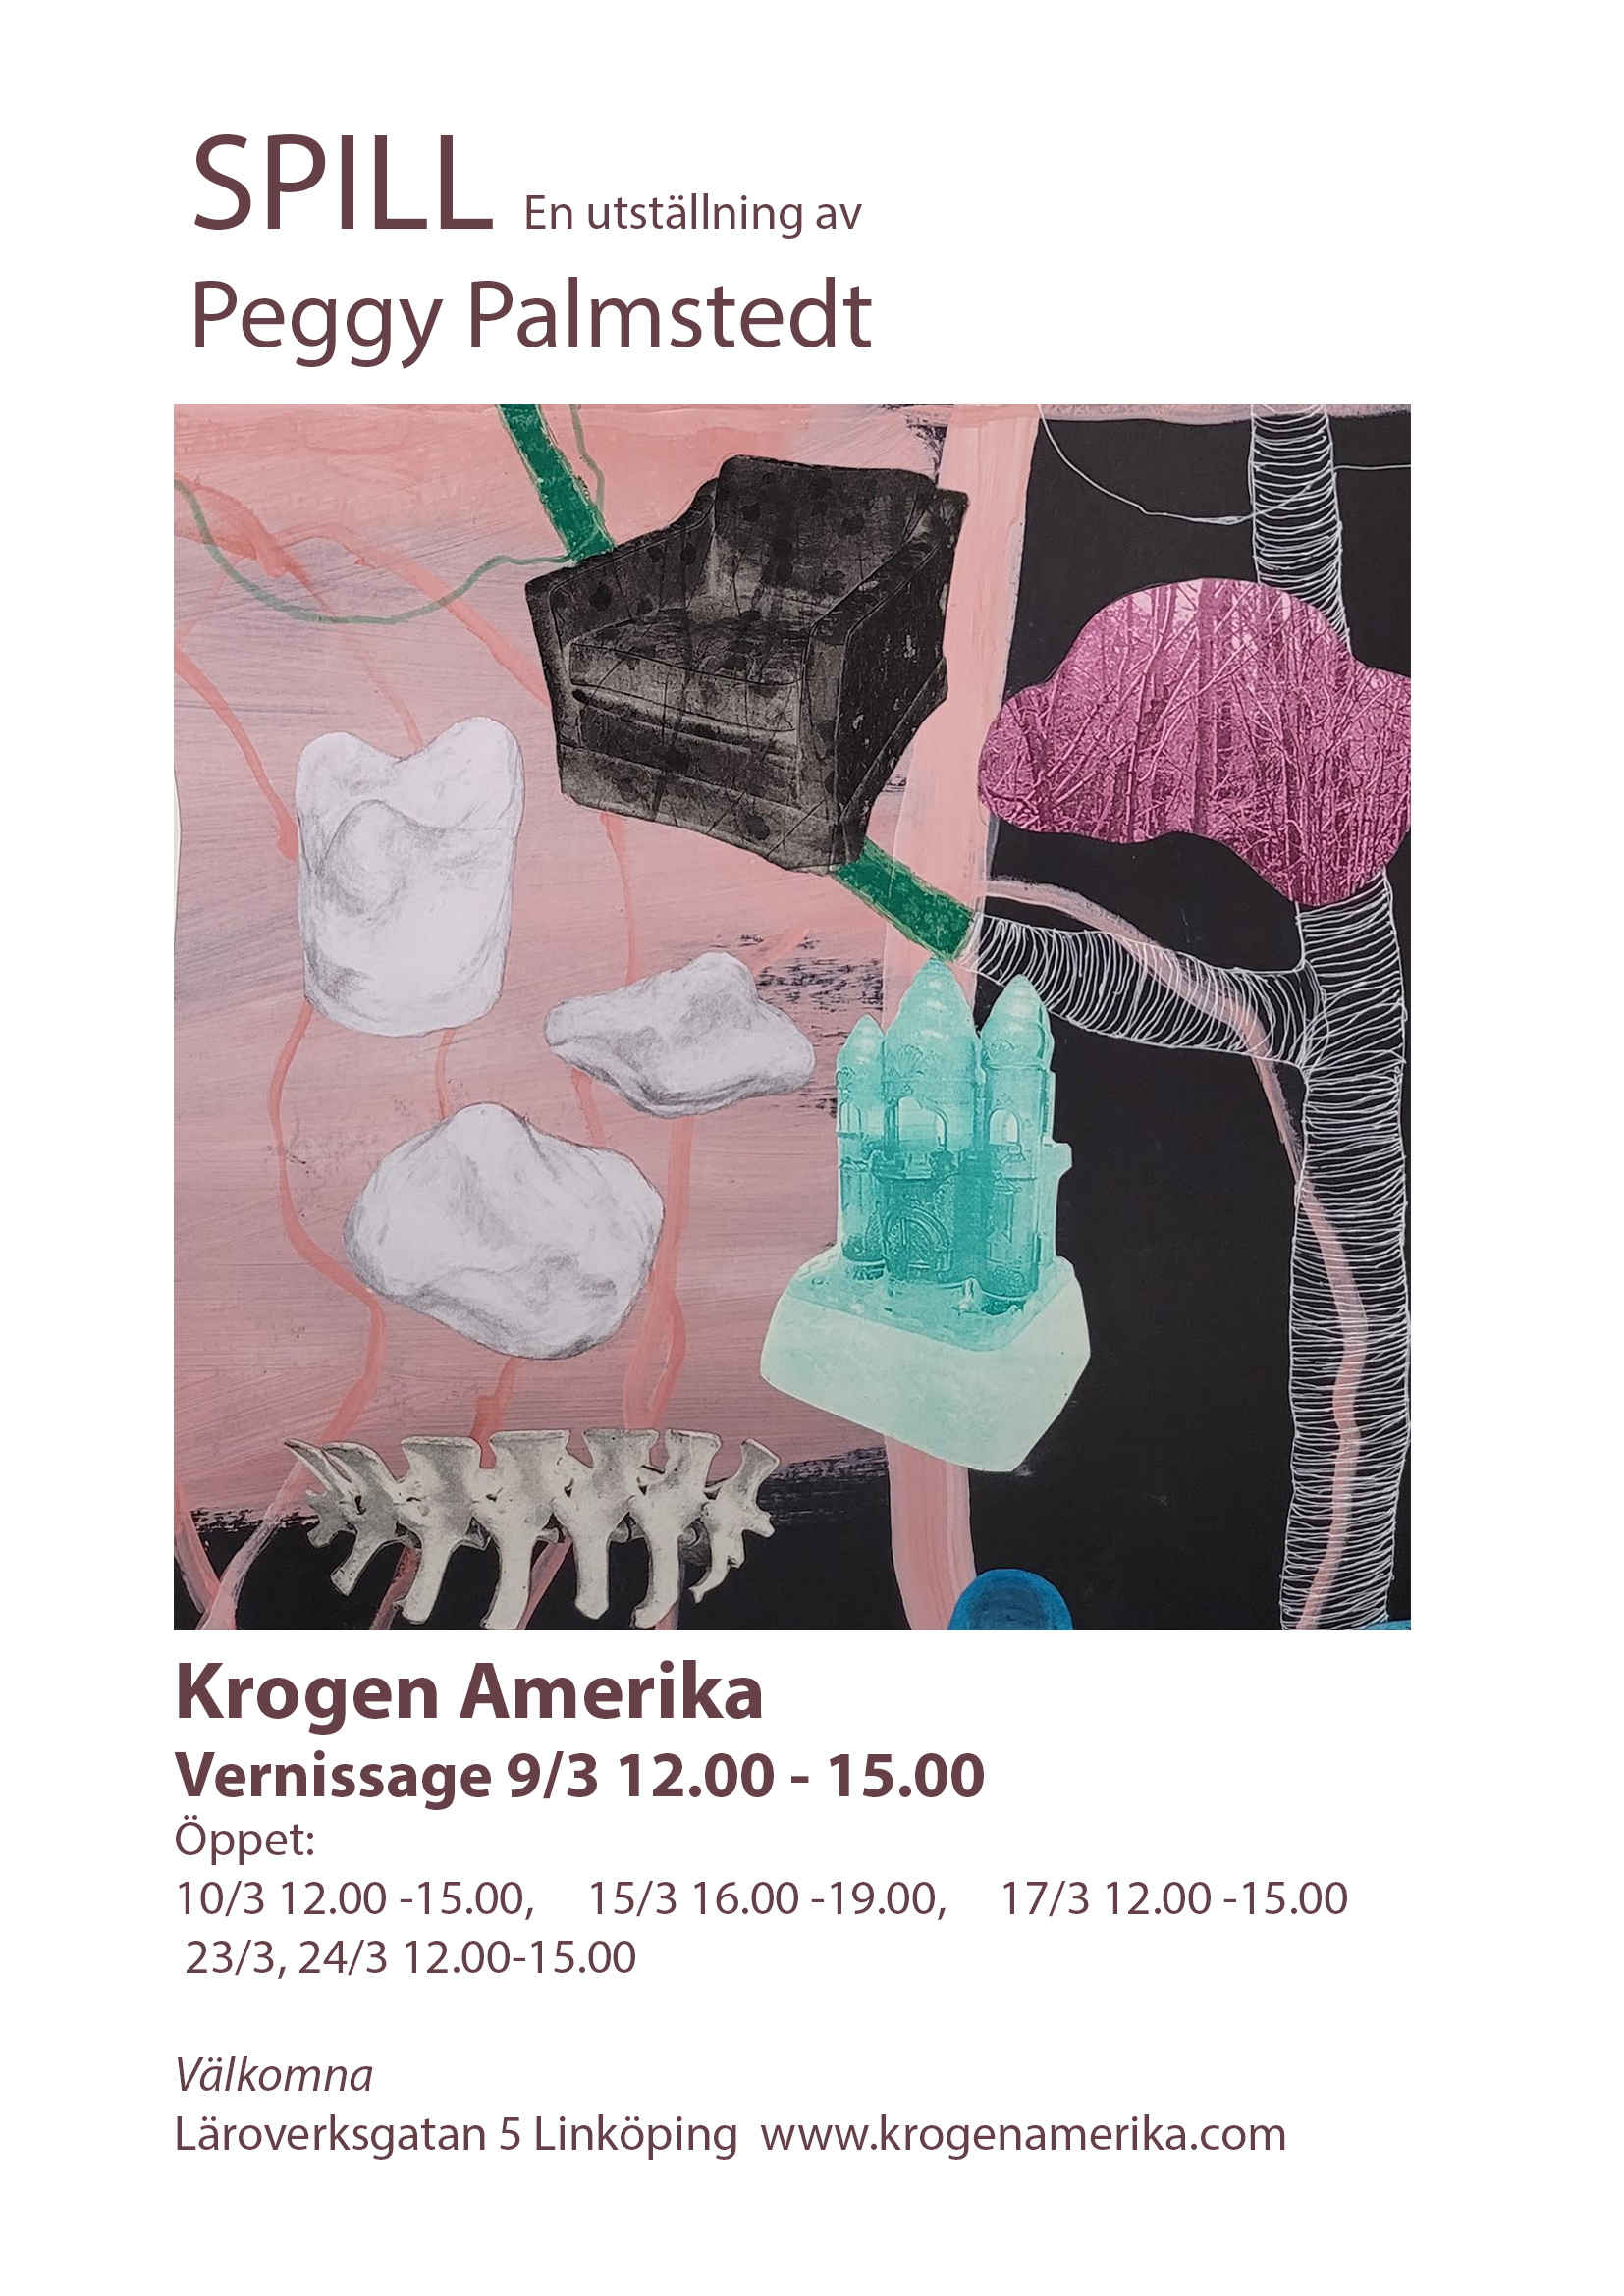 SPILL En utställning av
Peggy Palmstedt
Krogen Amerika
Vernissage 9/3 12.00 - 15.00
Öppet:
10/3 12.00 -15.00, 15/3 16.00 -19.00, 17/3 12.00 -15.00
23/3, 24/3 12.00-15.00
Välkomna
Läroverksgatan 5 Linköping www.krogenamerika.com